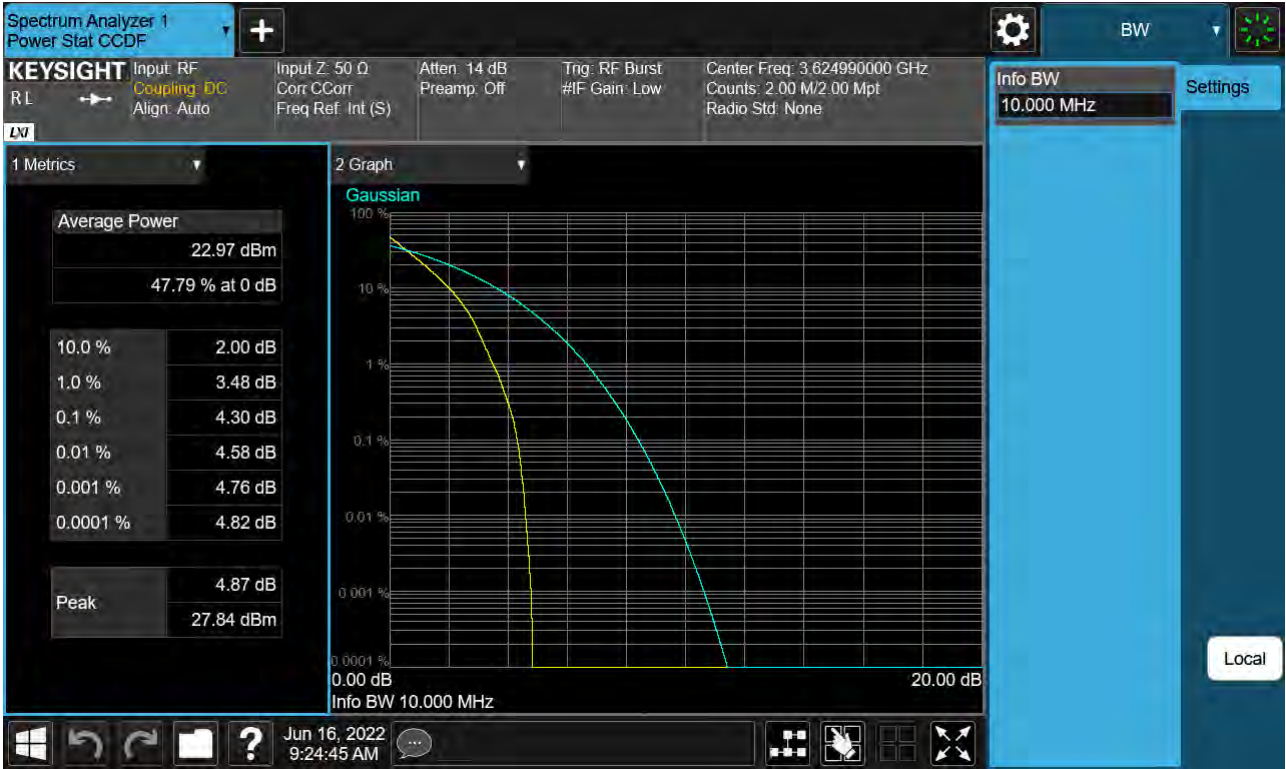 Spectrum Analyzer 1
Power Stat CCDF
BW
KEYSIGHT
R L
LXI
Input: RF
Coupling: DC
Align: Auto
Input Z: 50 Ω
Corr CCorr
Freq Ref: Int (S)
Atten: 14 dB
Preamp: Off
Trig: RF Burst
#IF Gain: Low
Center Freq: 3.624990000 GHz
Counts: 2.00 M/2.00 Mpt
Radio Std: None
Info BW
10.000 MHz
Settings
1 Metrics
Average Power
22.97 dBm
47.79 % at 0 dB
10.0 % 2.00 dB
1.0 % 3.48 dB
0.1 % 4.30 dB
0.01 % 4.58 dB
0.001 % 4.76 dB
0.0001 % 4.82 dB
Peak 4.87 dB
27.84 dBm
2 Graph
Gaussian
100 %
10 %
1 %
0.1 %
0.01 %
0.001 %
0.0001 %
0.00 dB 20.00 dB
Info BW 10.000 MHz
Local
?
Jun 16, 2022
9:24:45 AM